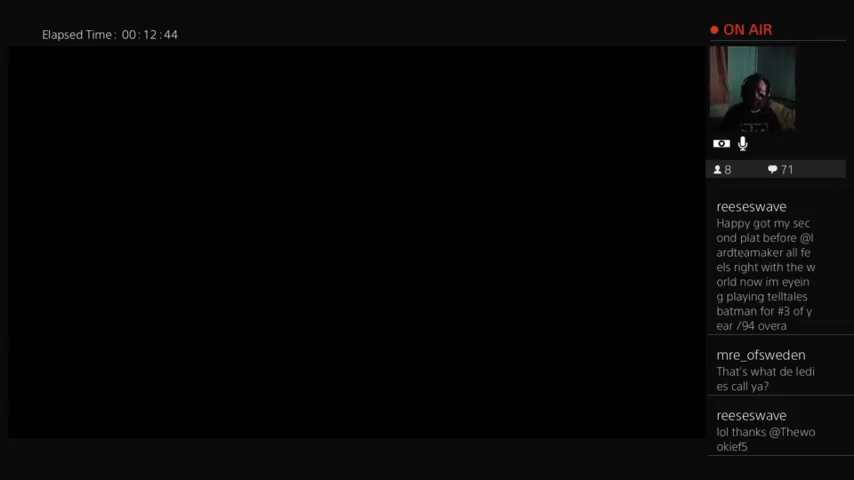 Elapsed Time: 00:12:44
ON AIR
8 71
reeseswave
Happy got my sec
ond plat before @l
ardteamaker all fe
els right with the w
orld now im eyein
g playing telltales
batman for #3 of y
ear /94 overa
mre_ofsweden
That's what de ledi
es call ya?
reeseswave
lol thanks @Thewo
okief5